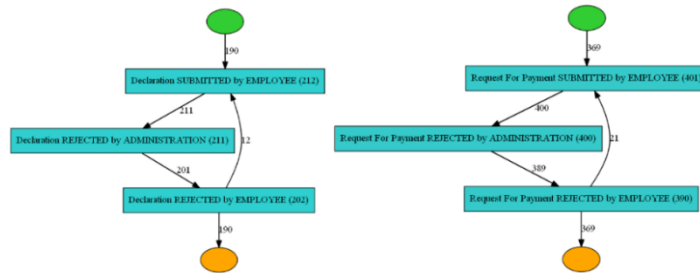 190
Declaration SUBMITTED by EMPLOYEE (212)
211
Declaration REJECTED by ADMINISTRATION (211)
12
201
Declaration REJECTED by EMPLOYEE (202)
190
369
Request For Payment SUBMITTED by EMPLOYEE (401)
400
Request For Payment REJECTED by ADMINISTRATION (400)
21
389
Request For Payment REJECTED by EMPLOYEE (390)
369